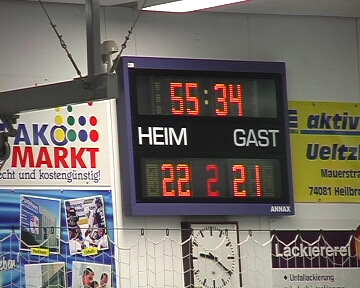 55:34
HEIM GAST
22 2 21
ANNAX
AKO
MARKT
cht und kostengünstig!
aktiv
Ueltz
Mauerstra
74081 Heilbro
Lackiererei
• Unfallackierung